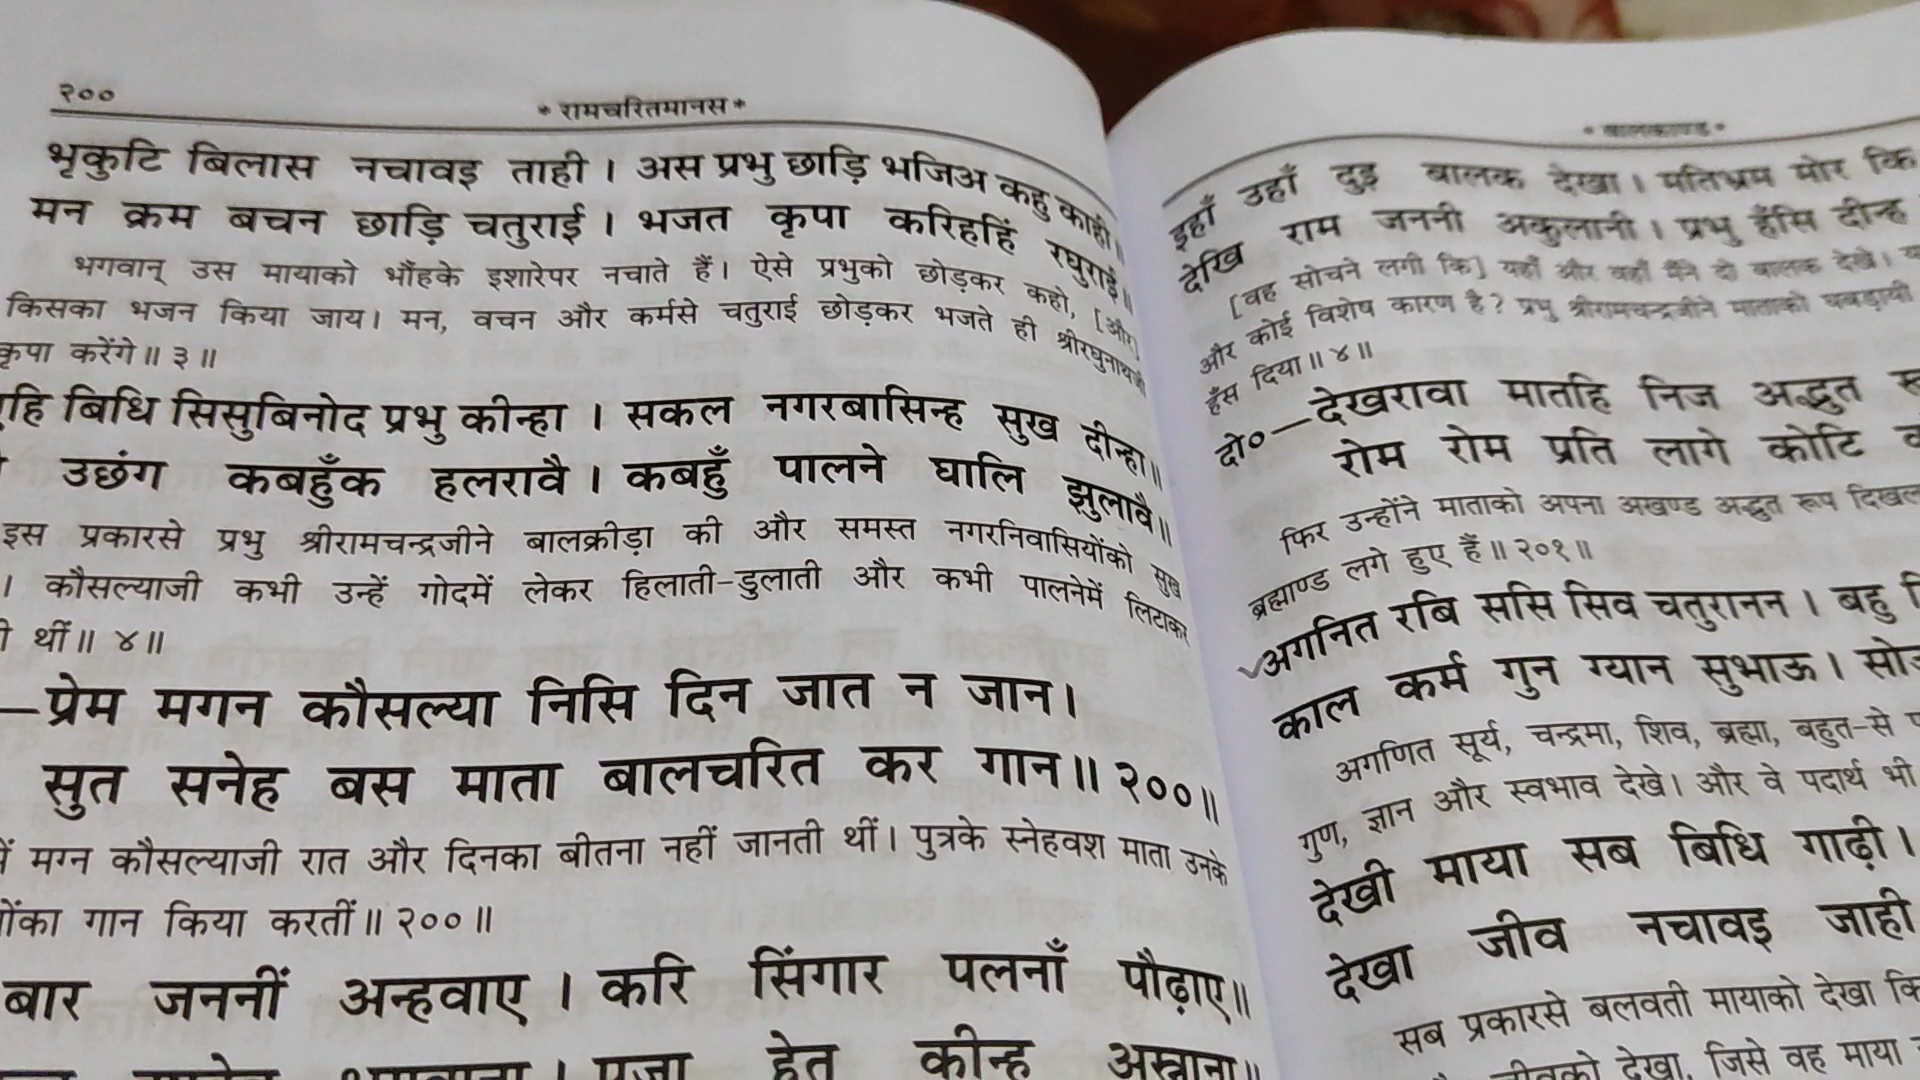 २००
* रामचरितमानस *
भृकुटि बिलास नचावइ ताही । अस प्रभु छाड़ि भजिअ कहु काही ॥
मन क्रम बचन छाड़ि चतुराई । भजत कृपा करिहहिं रघुराई ॥
भगवान् उस मायाको भौंहके इशारेपर नचाते हैं। ऐसे प्रभुको छोड़कर कहो, [और]
किसका भजन किया जाय। मन, वचन और कर्मसे चतुराई छोड़कर भजते ही श्रीरघुनाथजी
कृपा करेंगे॥ ३॥
एहि बिधि सिसुबिनोद प्रभु कीन्हा । सकल नगरबासिन्ह सुख दीन्हा ॥
उछंग कबहुँक हलरावै । कबहुँ पालने घालि झुलावै ॥
इस प्रकारसे प्रभु श्रीरामचन्द्रजीने बालक्रीड़ा की और समस्त नगरनिवासियोंको सुख
। कौसल्याजी कभी उन्हें गोदमें लेकर हिलाती-डुलाती और कभी पालनेमें लिटाकर
थीं॥ ४॥
—प्रेम मगन कौसल्या निसि दिन जात न जान।
सुत सनेह बस माता बालचरित कर गान॥ २००॥
मग्न कौसल्याजी रात और दिनका बीतना नहीं जानती थीं। पुत्रके स्नेहवश माता उनके
गान किया करतीं॥ २००॥
बार जननीं अन्हवाए । करि सिंगार पलनाँ पौढ़ाए॥
कीन्ह अस्नाना॥
* बालकाण्ड *
इहाँ उहाँ दुइ बालक देखा । मतिभ्रम मोर कि
देखि राम जननी अकुलानी । प्रभु हँसि दीन्ह
[वह सोचने लगी कि] यहाँ और वहाँ मैंने दो बालक देखे।
और कोई विशेष कारण है? प्रभु श्रीरामचन्द्रजीने माताको घबड़ायी
हँस दिया॥ ४॥
दो०—देखरावा मातहि निज अद्भुत
रोम रोम प्रति लागे कोटि
फिर उन्होंने माताको अपना अखण्ड अद्भुत रूप
ब्रह्माण्ड लगे हुए हैं॥ २०१॥
अगनित रबि ससि सिव चतुरानन । बहु
काल कर्म गुन ग्यान सुभाऊ ।
अगणित सूर्य, चन्द्रमा, शिव, ब्रह्मा, बहुत-से
गुण, ज्ञान और स्वभाव देखे। और वे पदार्थ भी
देखी माया सब बिधि गाढ़ी ।
देखा जीव नचावइ जाही
सब प्रकारसे बलवती मायाको देखा
देखा, जिसे वह माया